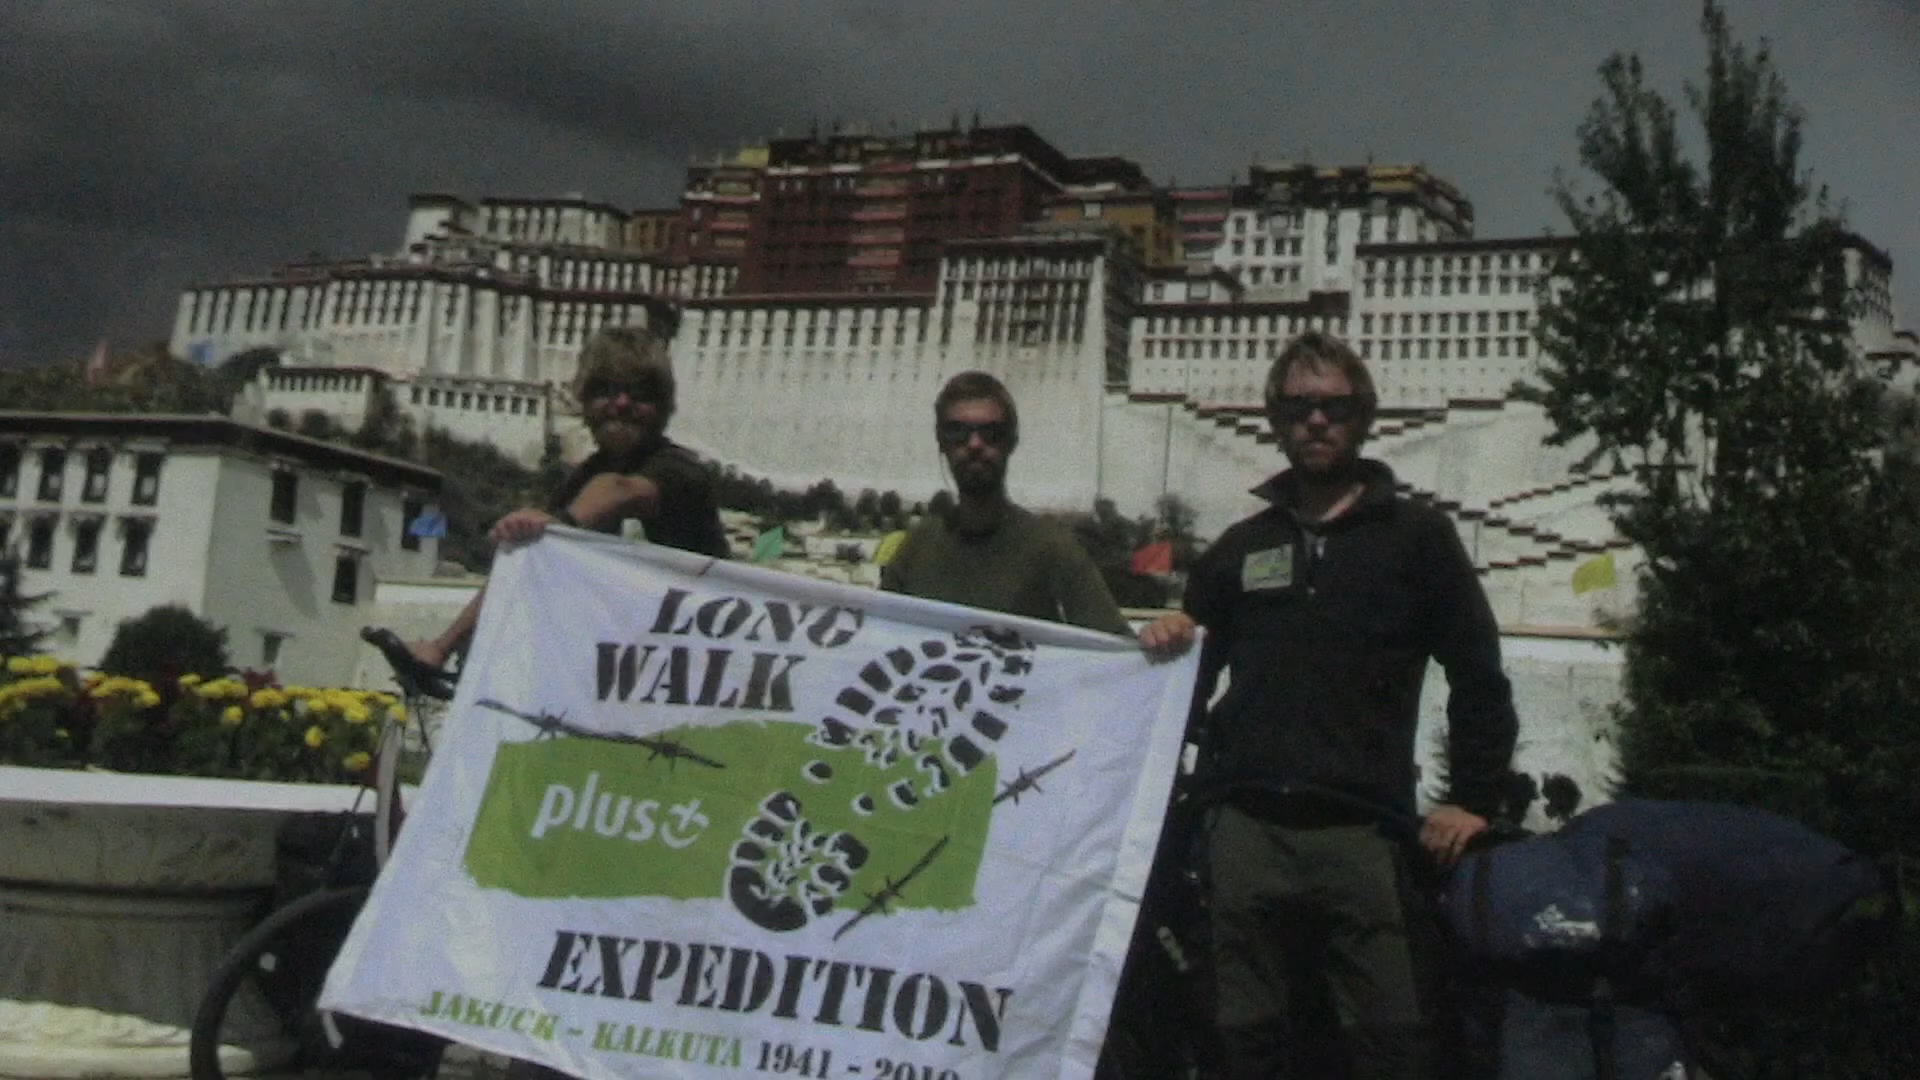 LONG
WALK
plus
EXPEDITION
JAKUCK - KALKUTA 1941 - 2010